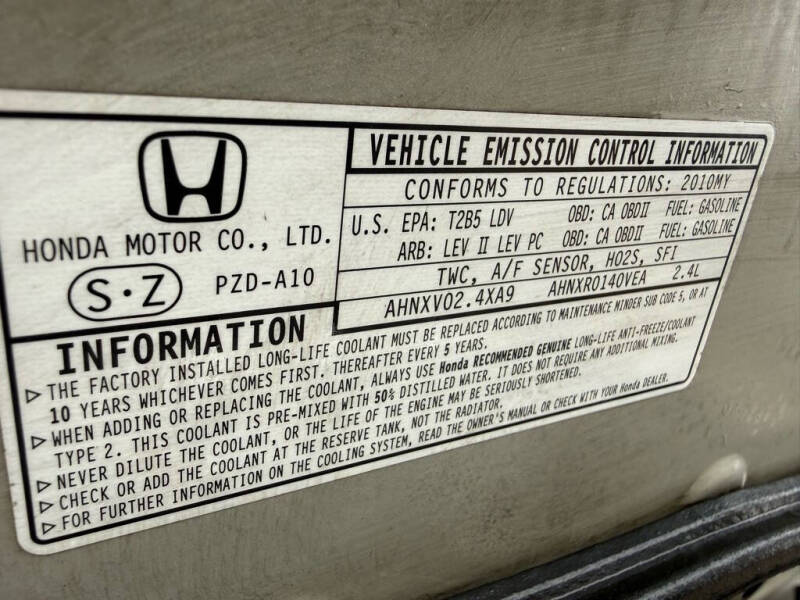 VEHICLE EMISSION CONTROL INFORMATION
CONFORMS TO REGULATIONS: 2010MY
U.S. EPA: T2B5 LDV OBD: CA OBDII FUEL: GASOLINE
ARB: LEV II LEV PC OBD: CA OBDII FUEL: GASOLINE
TWC, A/F SENSOR, HO2S, SFI
AHNXV02.4XA9 AHNXR0140VEA 2.4L
HONDA MOTOR CO., LTD.
S·Z PZD-A10
INFORMATION
▷ THE FACTORY INSTALLED LONG-LIFE COOLANT MUST BE REPLACED ACCORDING TO MAINTENANCE MINDER SUB CODE 5, OR AT
10 YEARS WHICHEVER COMES FIRST. THEREAFTER EVERY 5 YEARS.
▷ WHEN ADDING OR REPLACING THE COOLANT, ALWAYS USE Honda RECOMMENDED GENUINE LONG-LIFE ANTI-FREEZE/COOLANT
TYPE 2. THIS COOLANT IS PRE-MIXED WITH 50% DISTILLED WATER. IT DOES NOT REQUIRE ANY ADDITIONAL MIXING.
▷ NEVER DILUTE THE COOLANT, OR THE LIFE OF THE ENGINE MAY BE SERIOUSLY SHORTENED.
▷ CHECK OR ADD THE COOLANT AT THE RESERVE TANK, NOT THE RADIATOR.
▷ FOR FURTHER INFORMATION ON THE COOLING SYSTEM, READ THE OWNER'S MANUAL OR CHECK WITH YOUR Honda DEALER.